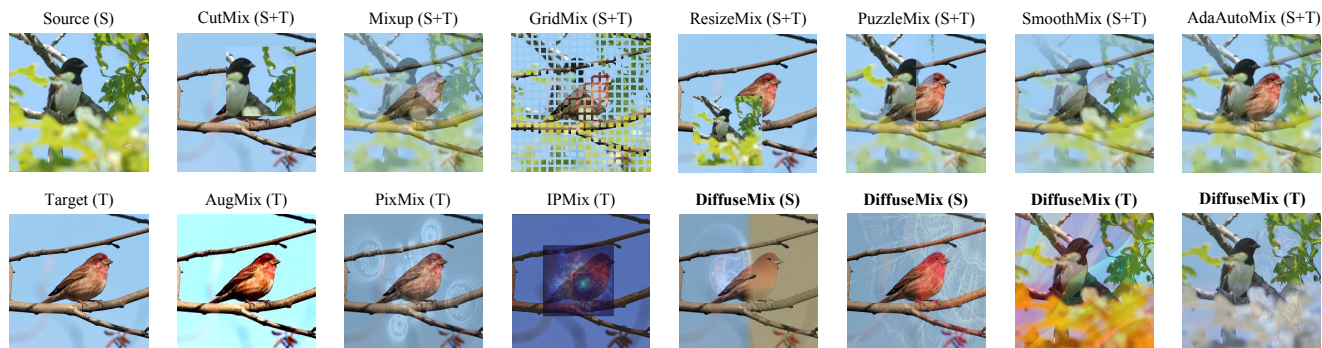 Source (S)
CutMix (S+T)
Mixup (S+T)
GridMix (S+T)
ResizeMix (S+T)
PuzzleMix (S+T)
SmoothMix (S+T)
AdaAutoMix (S+T)
Target (T)
AugMix (T)
PixMix (T)
IPMix (T)
DiffuseMix (S)
DiffuseMix (S)
DiffuseMix (T)
DiffuseMix (T)